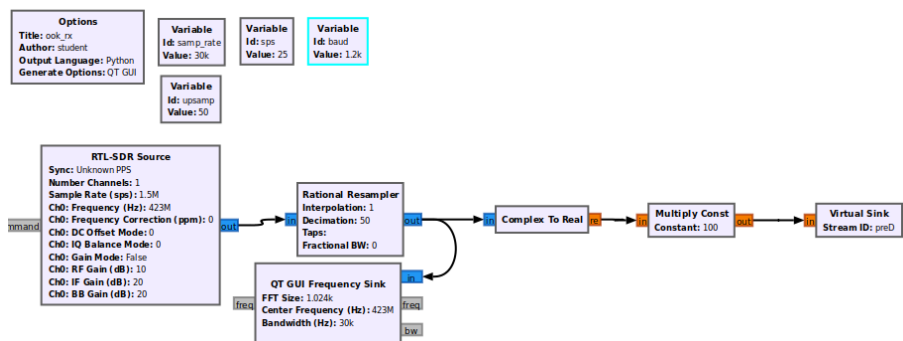 Options
Title: ook_rx
Author: student
Output Language: Python
Generate Options: QT GUI
Variable
Id: samp_rate
Value: 30k
Variable
Id: sps
Value: 25
Variable
Id: baud
Value: 1.2k
Variable
Id: upsamp
Value: 50
RTL-SDR Source
Sync: Unknown PPS
Number Channels: 1
Sample Rate (sps): 1.5M
Ch0: Frequency (Hz): 423M
Ch0: Frequency Correction (ppm): 0
Ch0: DC Offset Mode: 0
Ch0: IQ Balance Mode: 0
Ch0: Gain Mode: False
Ch0: RF Gain (dB): 10
Ch0: IF Gain (dB): 20
Ch0: BB Gain (dB): 20
mmand
out
in
Rational Resampler
Interpolation: 1
Decimation: 50
Taps:
Fractional BW: 0
out
in
Complex To Real
re
in
Multiply Const
Constant: 100
out
in
Virtual Sink
Stream ID: preD
QT GUI Frequency Sink
FFT Size: 1.024k
Center Frequency (Hz): 423M
Bandwidth (Hz): 30k
freq
in
freq
bw